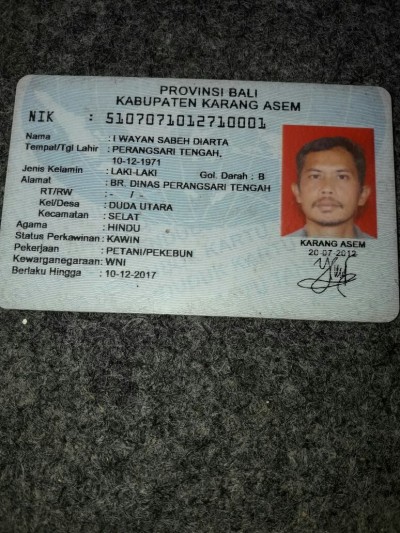 PROVINSI BALI
KABUPATEN KARANG ASEM
NIK : 5107071012710001
Nama : I WAYAN SABEH DIARTA
Tempat/Tgl Lahir : PERANGSARI TENGAH,
10-12-1971
Jenis Kelamin : LAKI-LAKI Gol. Darah : B
Alamat : BR. DINAS PERANGSARI TENGAH
RT/RW : - / -
Kel/Desa : DUDA UTARA
Kecamatan : SELAT
Agama : HINDU
Status Perkawinan : KAWIN
Pekerjaan : PETANI/PEKEBUN
Kewarganegaraan : WNI
Berlaku Hingga : 10-12-2017
KARANG ASEM
20-07-2012